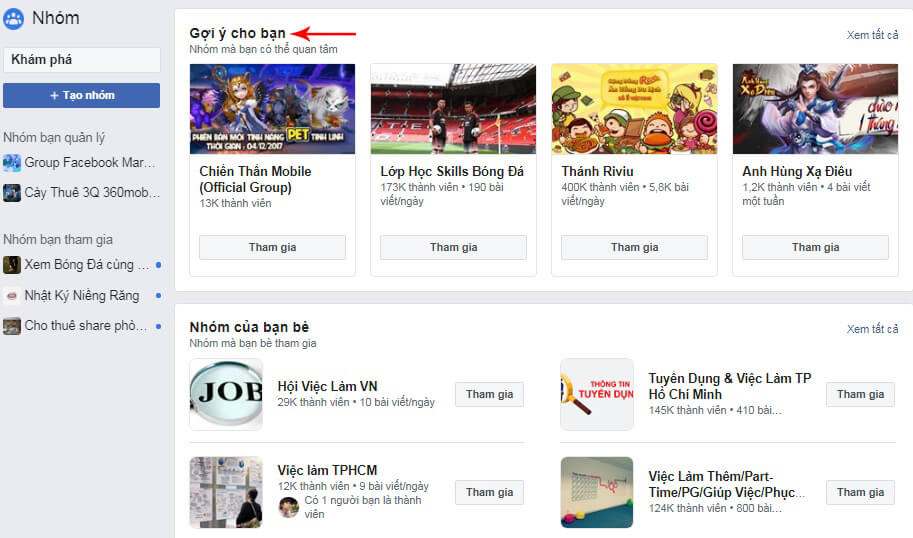 Nhóm
Khám phá
+ Tạo nhóm
Nhóm bạn quản lý
Group Facebook Mar...
Cày Thuê 3Q 360mob...
Nhóm bạn tham gia
Xem Bóng Đá cùng ...
Nhật Ký Niềng Răng
Cho thuê share phò...
Gợi ý cho bạn
Nhóm mà bạn có thể quan tâm
Xem tất cả
PHIÊN BẢN MỚI TÍNH NĂNG PET TINH LINH
THỜI GIAN : 04/12/2017
Chiến Thần Mobile
(Official Group)
13K thành viên
Tham gia
Lớp Học Skills Bóng Đá
173K thành viên • 190 bài
viết/ngày
Tham gia
Thánh Riviu
400K thành viên • 5,8K bài
viết/ngày
Tham gia
Anh Hùng
Xạ Điêu
chào
1 tháng
Anh Hùng Xạ Điêu
1,2K thành viên • 4 bài viết
một tuần
Tham gia
Nhóm của bạn bè
Nhóm mà bạn bè tham gia
Xem tất cả
JOB
Hội Việc Làm VN
29K thành viên • 10 bài viết/ngày
Tham gia
THÔNG TIN
TUYỂN DỤN
Tuyển Dụng & Việc Làm TP
Hồ Chí Minh
145K thành viên • 410 bài...
Tham gia
Việc làm TPHCM
12K thành viên • 9 bài viết/ngày
Có 1 người bạn là thành
viên
Tham gia
Việc Làm Thêm/Part-
Time/PG/Giúp Việc/Phục...
124K thành viên • 800 bài...
Tham gia